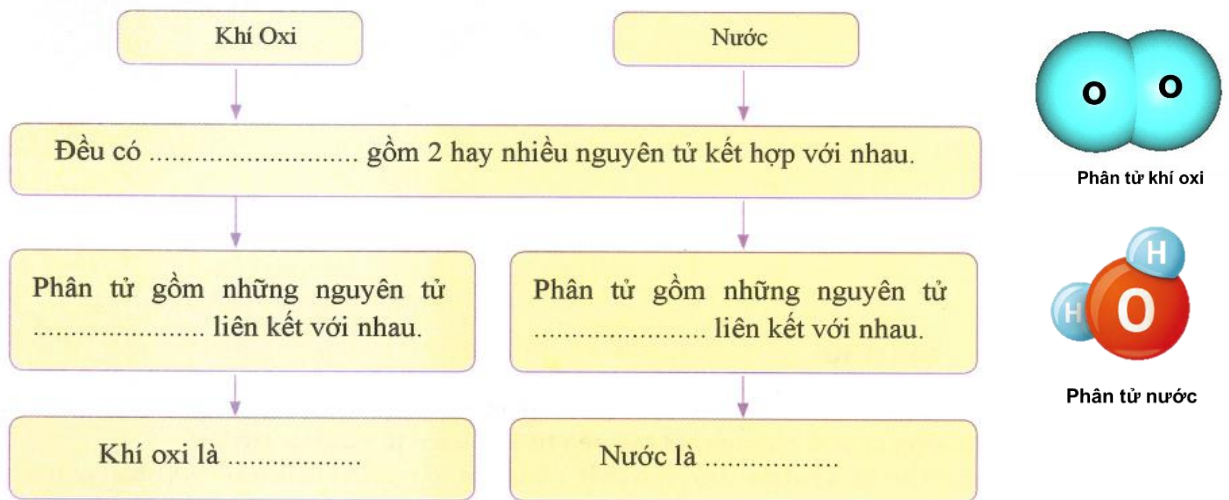 Khí Oxi
Nước
Đều có ............................ gồm 2 hay nhiều nguyên tử kết hợp với nhau.
Phân tử gồm những nguyên tử
....................... liên kết với nhau.
Phân tử gồm những nguyên tử
....................... liên kết với nhau.
Khí oxi là ..................
Nước là ..................
O O
Phân tử khí oxi
H
H O
Phân tử nước